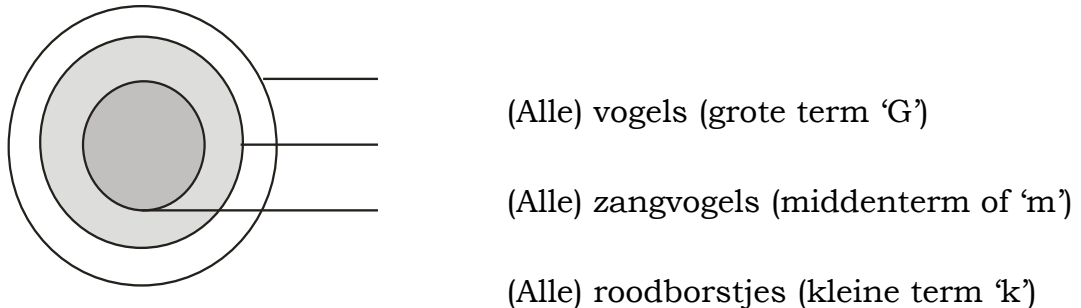 (Alle) vogels (grote term ‘G’)
(Alle) zangvogels (middenterm of ‘m’)
(Alle) roodborstjes (kleine term ‘k’)